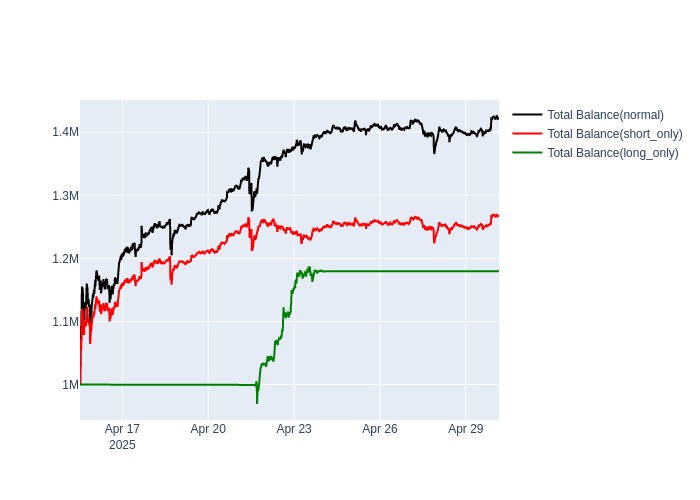 Total Balance(normal)
Total Balance(short_only)
Total Balance(long_only)
1.4M
1.3M
1.2M
1.1M
1M
Apr 17
2025
Apr 20
Apr 23
Apr 26
Apr 29